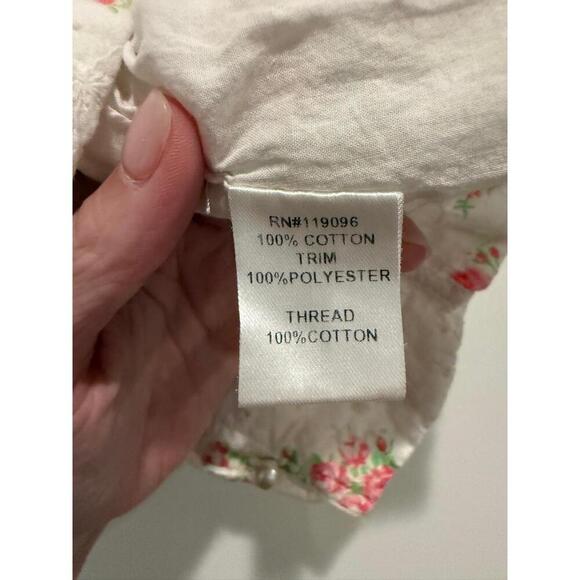 RN#119096
100% COTTON
TRIM
100%POLYESTER
THREAD
100%COTTON